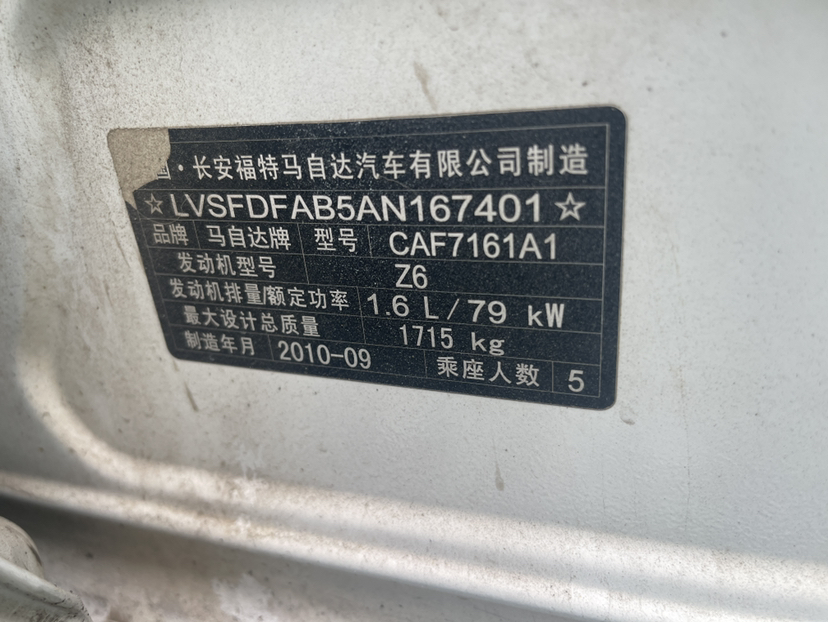 国·长安福特马自达汽车有限公司制造
☆LVSFDFAB5AN167401☆
品牌 马自达牌 型号 CAF7161A1
发动机型号 Z6
发动机排量/额定功率 1.6 L/79 kW
最大设计总质量 1715 kg
制造年月 2010-09 乘座人数 5